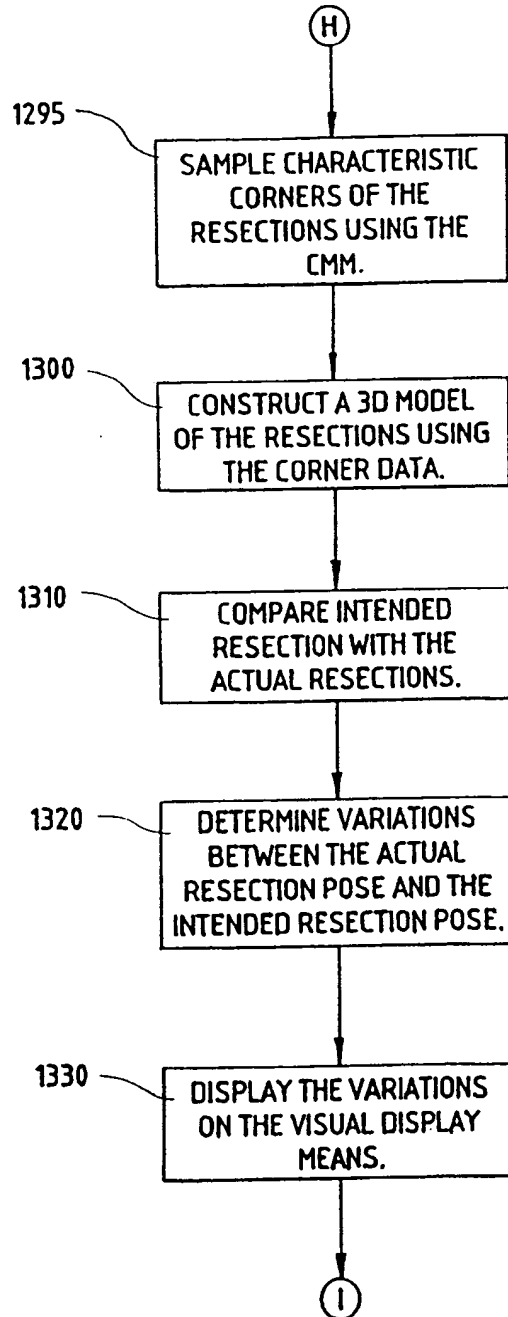 H
1295
SAMPLE CHARACTERISTIC
CORNERS OF THE
RESECTIONS USING THE
CMM.
1300
CONSTRUCT A 3D MODEL
OF THE RESECTIONS USING
THE CORNER DATA.
1310
COMPARE INTENDED
RESECTION WITH THE
ACTUAL RESECTIONS.
1320
DETERMINE VARIATIONS
BETWEEN THE ACTUAL
RESECTION POSE AND THE
INTENDED RESECTION POSE.
1330
DISPLAY THE VARIATIONS
ON THE VISUAL DISPLAY
MEANS.
I